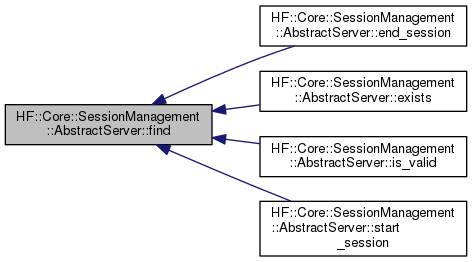 HF::Core::SessionManagement
::AbstractServer::end_session
HF::Core::SessionManagement
::AbstractServer::exists
HF::Core::SessionManagement
::AbstractServer::find
HF::Core::SessionManagement
::AbstractServer::is_valid
HF::Core::SessionManagement
::AbstractServer::start
_session